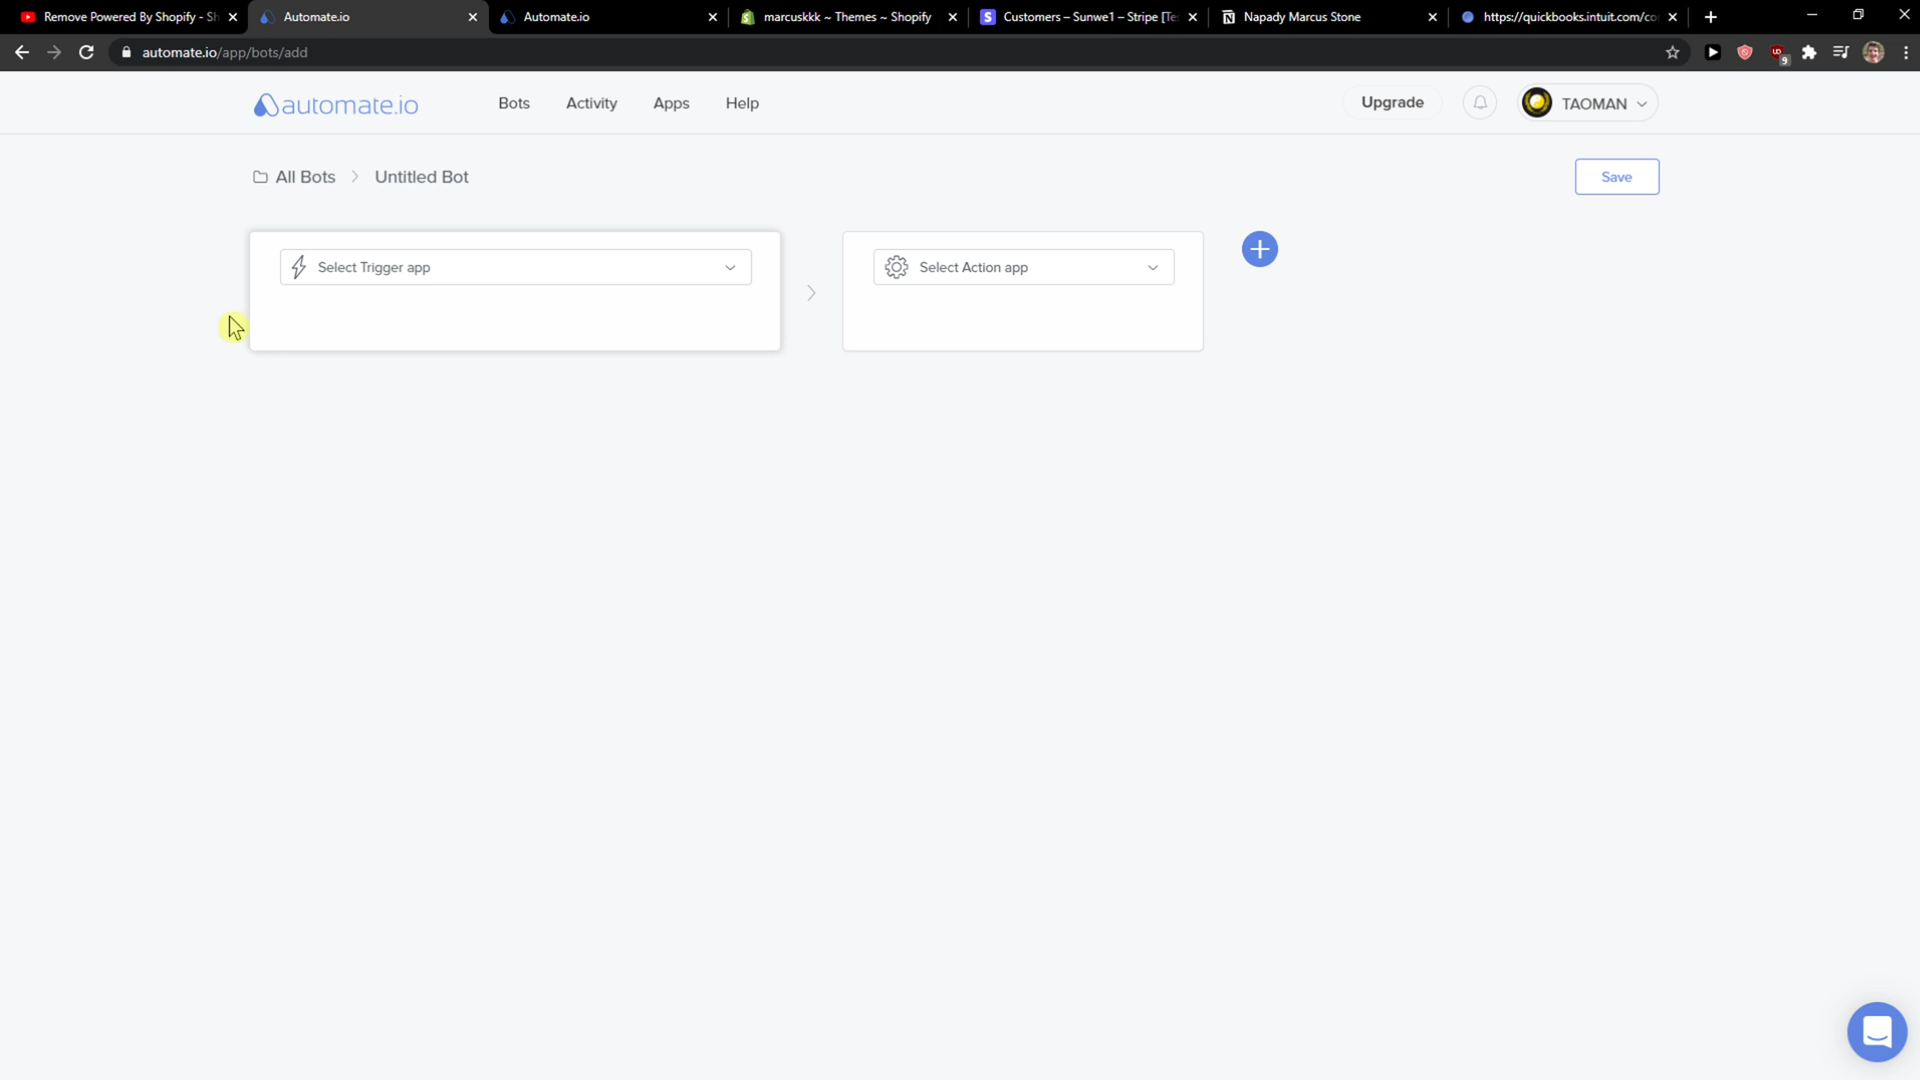 Remove Powered By Shopify - Sh
Automate.io
Automate.io
marcuskkk ~ Themes ~ Shopify
Customers – Sunwe1 – Stripe [Te
Napady Marcus Stone
https://quickbooks.intuit.com/co
automate.io/app/bots/add
9
automate.io
Bots
Activity
Apps
Help
Upgrade
TAOMAN
All Bots
Untitled Bot
Save
Select Trigger app
Select Action app